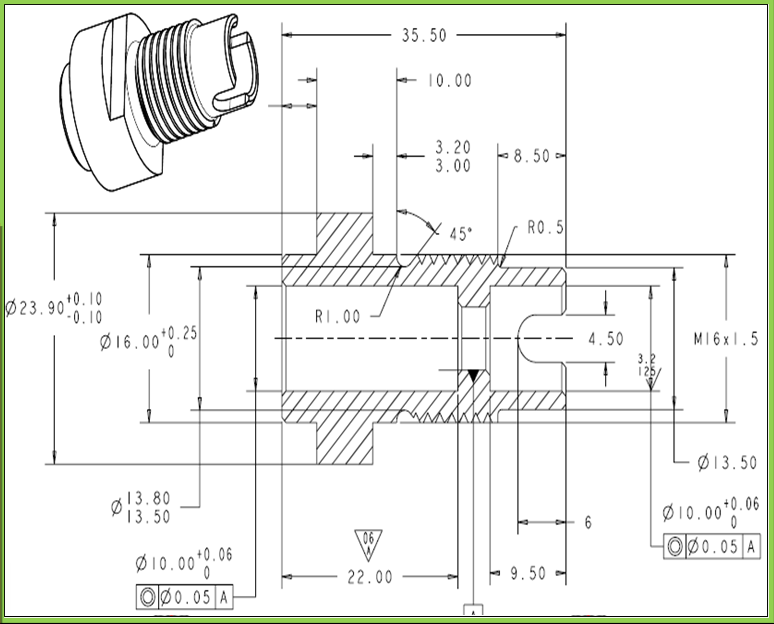 35.50
10.00
3.20
3.00
8.50
45°
R0.5
Ø23.90 +0.10
-0.10
Ø16.00 +0.25
0
R1.00
4.50
3.2
125
M16x1.5
Ø13.50
Ø13.80
13.50
Ø10.00 +0.06
0
◎ Ø0.05 A
6
06
A
Ø10.00 +0.06
0
◎ Ø0.05 A
22.00
9.50
A